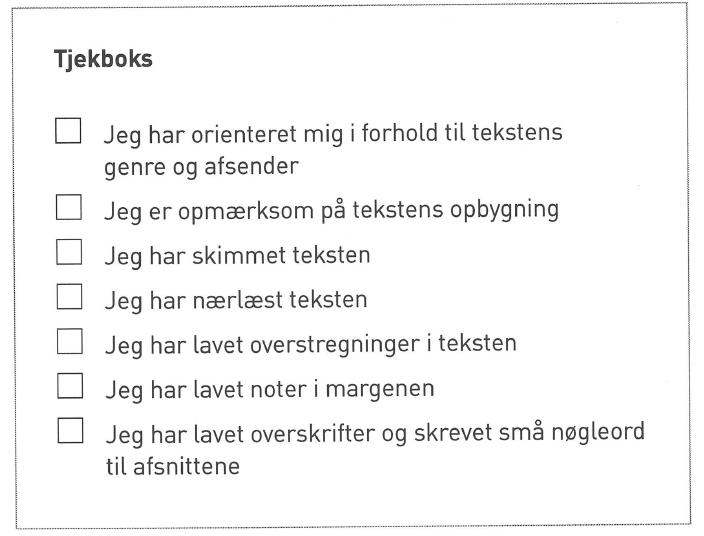 Tjekboks
Jeg har orienteret mig i forhold til tekstens
genre og afsender
Jeg er opmærksom på tekstens opbygning
Jeg har skimmet teksten
Jeg har nærlæst teksten
Jeg har lavet overstregninger i teksten
Jeg har lavet noter i margenen
Jeg har lavet overskrifter og skrevet små nøgleord
til afsnittene